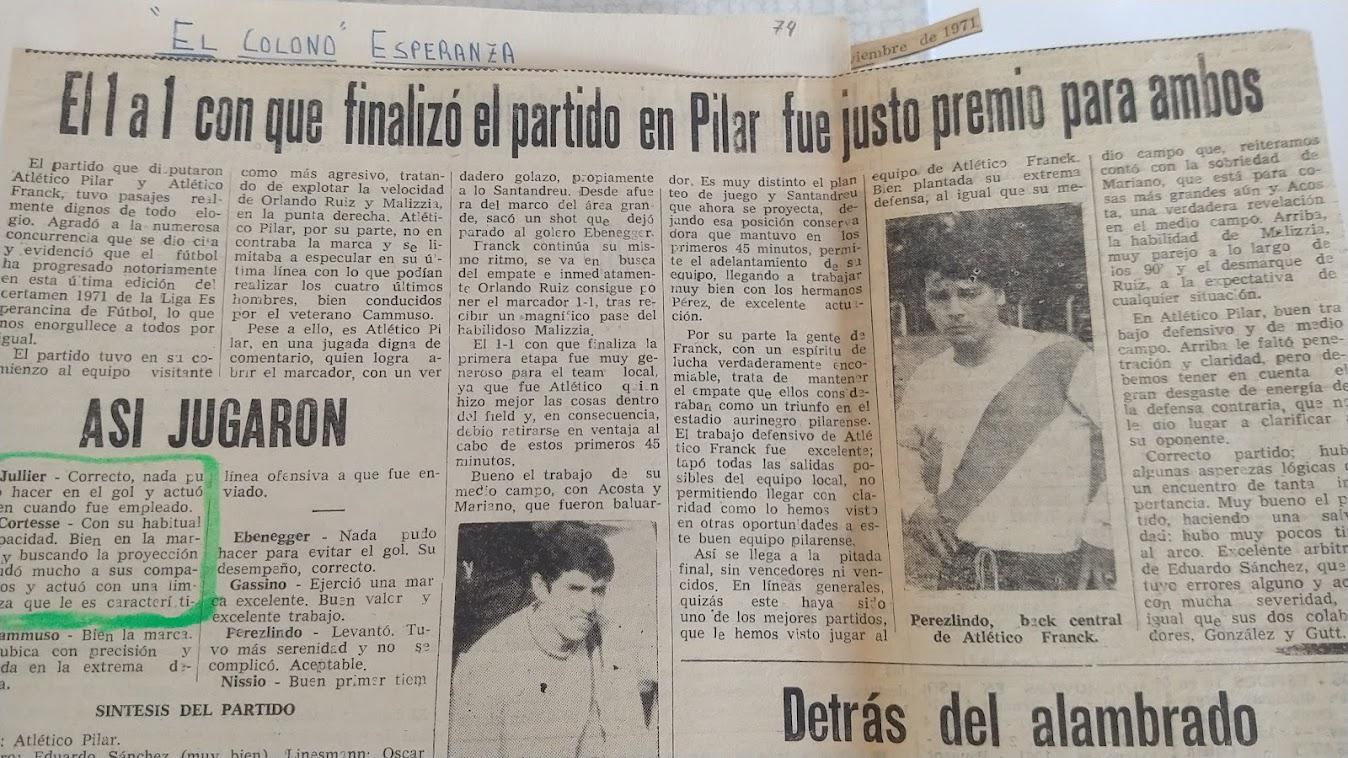 "EL COLONO" ESPERANZA
iembre de 1971
El 1 a 1 con que finalizó el partido en Pilar fue justo premio para ambos
El partido que di putaron
Atlético Pilar y Atlético
Franck, tuvo pasajes real-
mente dignos de todo elo-
gio. Agradó a la numerosa
concurrencia que se dio cita
y evidenció que el fútbol
ha progresado notoriamente
en esta última edición del
certamen 1971 de la Liga Es
perancina de Fútbol, lo que
nos enorgullece a todos por
igual.
El partido tuvo en su co-
mienzo al equipo visitante
como más agresivo, tratan-
do de explotar la velocidad
de Orlando Ruiz y Malizzia,
en la punta derecha. Atléti-
co Pilar, por su parte, no en
contraba la marca y se li-
mitaba a especular en su úl-
tima línea con lo que podían
realizar los cuatro últimos
hombres, bien conducidos
por el veterano Cammuso.
Pese a ello, es Atlético Pi
lar, en una jugada digna de
comentario, quien logra a-
brir el marcador, con un ver
dadero golazo, propiamente
a lo Santandreu. Desde afue
ra del marco del área gran-
de, sacó un shot que dejó
parado al golero Ebenegger.
Franck continúa su mis-
mo ritmo, se va en busca
del empate e inmediatamen-
te Orlando Ruiz consigue po
ner el marcador 1-1, tras re-
cibir un magnífico pase del
habilidoso Malizzia.
El 1-1 con que finaliza la
primera etapa fue muy ge-
neroso para el team local,
ya que fue Atlético quien
hizo mejor las cosas dentro
del field y, en consecuencia,
debío retirarse en ventaja al
cabo de estos primeros 45
minutos.
Bueno el trabajo de su
medio campo, con Acosta y
Mariano, que fueron baluar-
dor. Es muy distinto el plan
teo de juego y Santandreu
que ahora se proyecta, de-
jando esa posición conserva
dora que mantuvo en los
primeros 45 minutos, permi-
te el adelantamiento de su
equipo, llegando a trabajar
muy bien con los hermanos
Pérez, de excelente actua-
ción.
Por su parte la gente de
Franck, con un espíritu de
lucha verdaderamente enco-
miable, trata de mantener
el empate que ellos conside-
raban como un triunfo en el
estadio aurinegro pilarense.
El trabajo defensivo de Atlé
tico Franck fue excelente;
tapó todas las salidas po-
sibles del equipo local, no
permitiendo llegar con cla-
ridad como lo hemos visto
en otras oportunidades a es-
te buen equipo pilarense.
Así se llega a la pitada
final, sin vencedores ni ven-
cidos. En líneas generales,
quizás este haya sido
uno de los mejores partidos,
que le hemos visto jugar al
equipo de Atlético Franck.
Bien plantada su extrema
defensa, al igual que su me-
dio campo que, reiteramos
contó con la sobriedad de
Mariano, que está para co-
sas más grandes aún y Acos
ta, una verdadera revelación
en el medio campo. Arriba,
la habilidad de Melizzia,
muy parejo a lo largo de
los 90' y el desmarque de
Ruiz, a la expectativa de
cualquier situación.
En Atlético Pilar, buen tra
bajo defensivo y de medio
campo. Arriba le faltó pene-
tración y claridad, pero de-
bemos tener en cuenta el
gran desgaste de energía de
la defensa contraria, que no
le dio lugar a clarificar a
su oponente.
Correcto partido; hub
algunas asperezas lógicas d
un encuentro de tanta im
portancia. Muy bueno el p
tido, haciendo una salv
dad: hubo muy pocos ti
al arco. Excelente arbitr
de Eduardo Sánchez, que
tuvo errores alguno y ac
con mucha severidad,
igual que sus dos colab
dores, González y Gutt.
Perezlindo, back central
de Atlético Franck.
ASI JUGARON
Jullier - Correcto, nada pu
o hacer en el gol y actuó
en cuando fue empleado.
Cortesse - Con su habitual
pacidad. Bien en la mar-
y buscando la proyección
udó mucho a sus compa-
os y actuó con una lim-
za que le es caracterí ti-
ammuso - Bien la marca.
ubica con precisión y
da en la extrema de-
a.
línea ofensiva a que fue en-
viado.
Ebenegger - Nada pudo
hacer para evitar el gol. Su
desempeño, correcto.
Gassino - Ejerció una mar
ca excelente. Buen valor y
excelente trabajo.
Perezlindo - Levantó. Tu-
vo más serenidad y no se
complicó. Aceptable.
Nissio - Buen primer tiem
SINTESIS DEL PARTIDO
: Atlético Pilar.
ro: Eduardo Sánchez (muy bien) Linesmann: Oscar
Detrás del alambrado